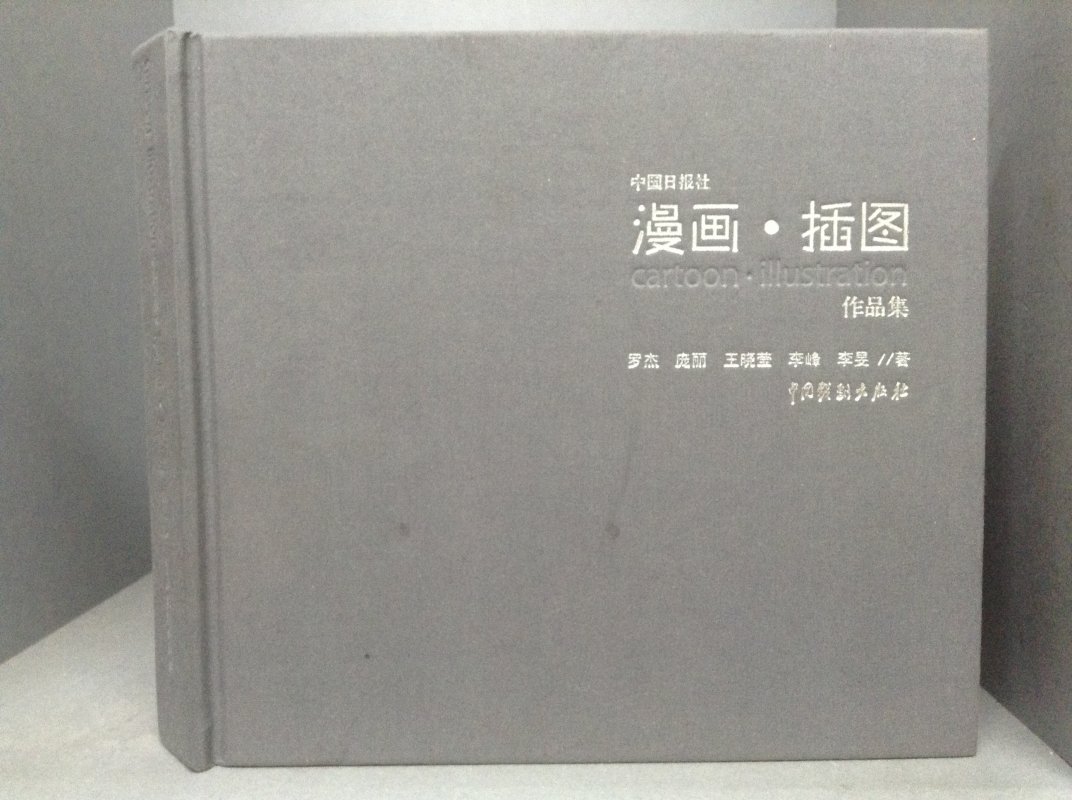 中国日报社
漫画·插图
cartoon·illustration
作品集
罗杰 庞丽 王晓莹 李峰 李旻 //著
中国戏剧出版社